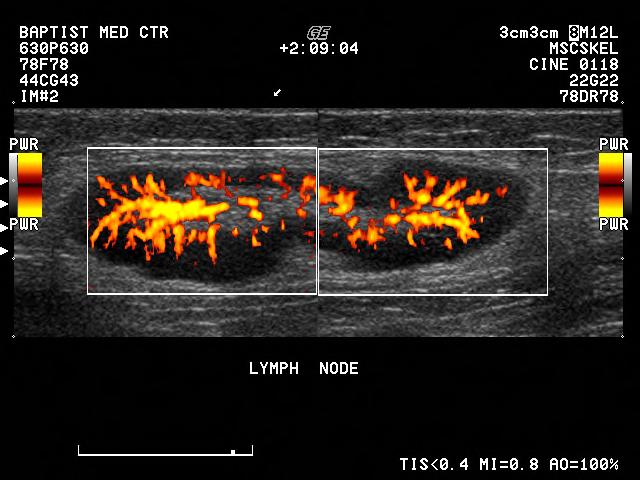 BAPTIST MED CTR
630P630
78F78
44CG43
IM#2
GE
+2:09:04
3cm3cm 8M12L
MSCSKEL
CINE 0118
22G22
78DR78
PWR
PWR
PWR
PWR
LYMPH NODE
TIS<0.4 MI=0.8 AO=100%